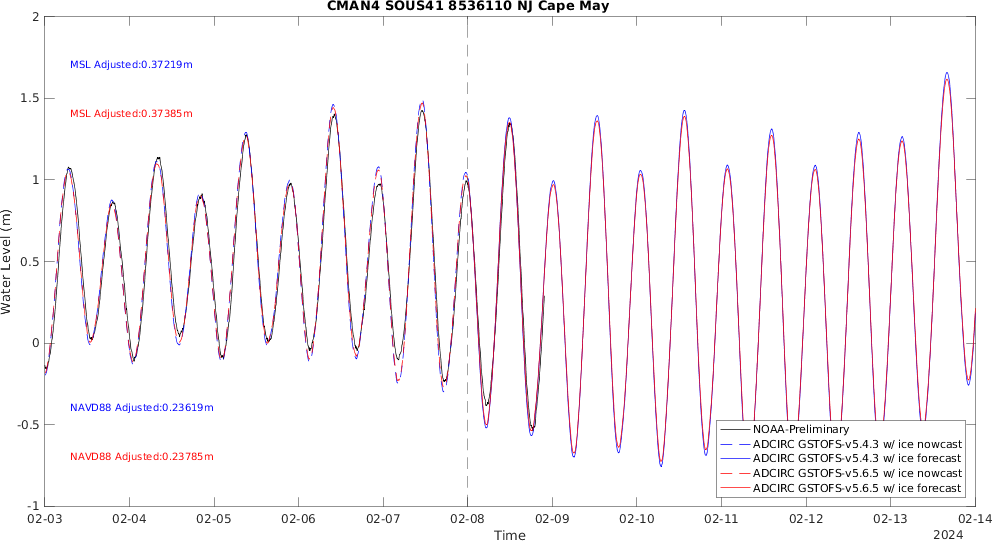 CMAN4 SOUS41 8536110 NJ Cape May
Water Level (m)
2
1.5
1
0.5
0
-0.5
-1
MSL Adjusted:0.37219m
MSL Adjusted:0.37385m
NAVD88 Adjusted:0.23619m
NAVD88 Adjusted:0.23785m
NOAA-Preliminary
ADCIRC GSTOFS-v5.4.3 w/ ice nowcast
ADCIRC GSTOFS-v5.4.3 w/ ice forecast
ADCIRC GSTOFS-v5.6.5 w/ ice nowcast
ADCIRC GSTOFS-v5.6.5 w/ ice forecast
02-03 02-04 02-05 02-06 02-07 02-08 02-09 02-10 02-11 02-12 02-13 02-14
Time
2024